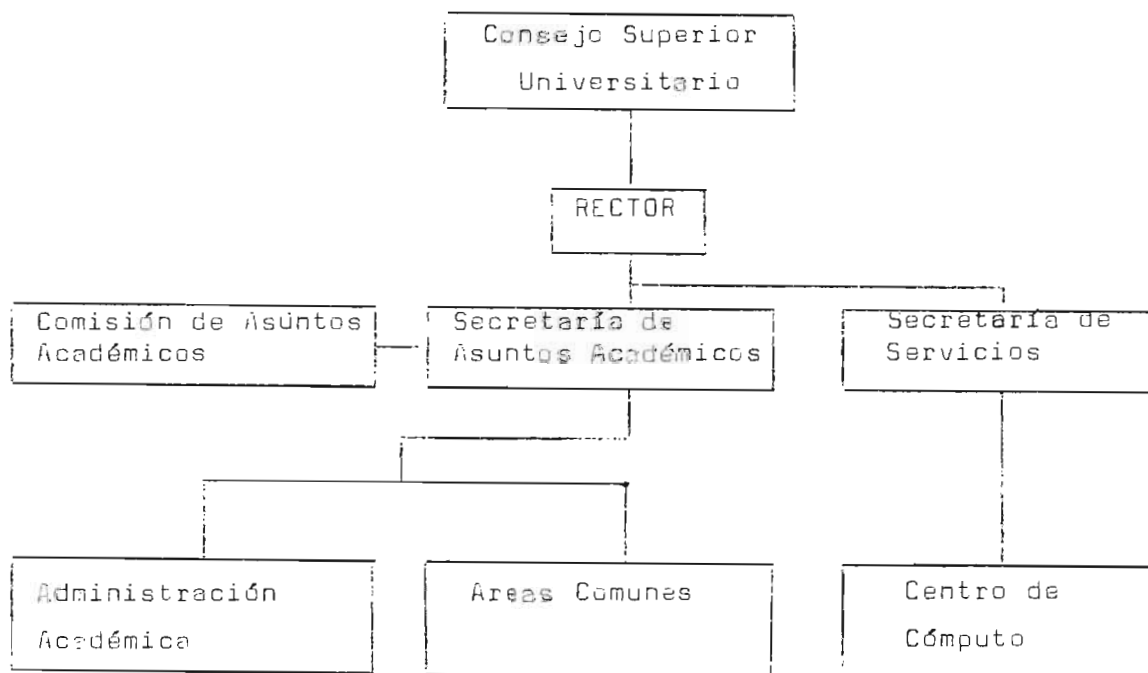 Consejo Superior
Universitario
RECTOR
Comisión de Asuntos
Académicos
Secretaría de
Asuntos Académicos
Secretaría de
Servicios
Administración
Académica
Areas Comunes
Centro de
Cómputo